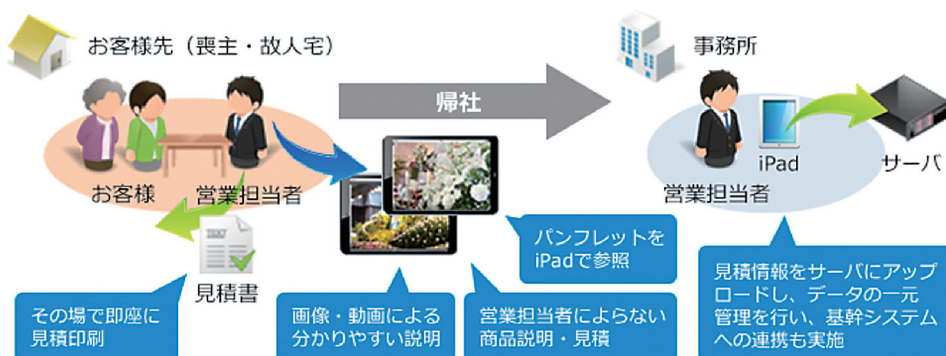 お客様先（喪主・故人宅）
事務所
帰社
お客様
営業担当者
iPad
サーバ
営業担当者
TEXT
見積書
パンフレットを
iPadで参照
その場で即座に
見積印刷
画像・動画による
分かりやすい説明
営業担当者によらない
商品説明・見積
見積情報をサーバにアップ
ロードし、データの一元
管理を行い、基幹システム
への連携も実施